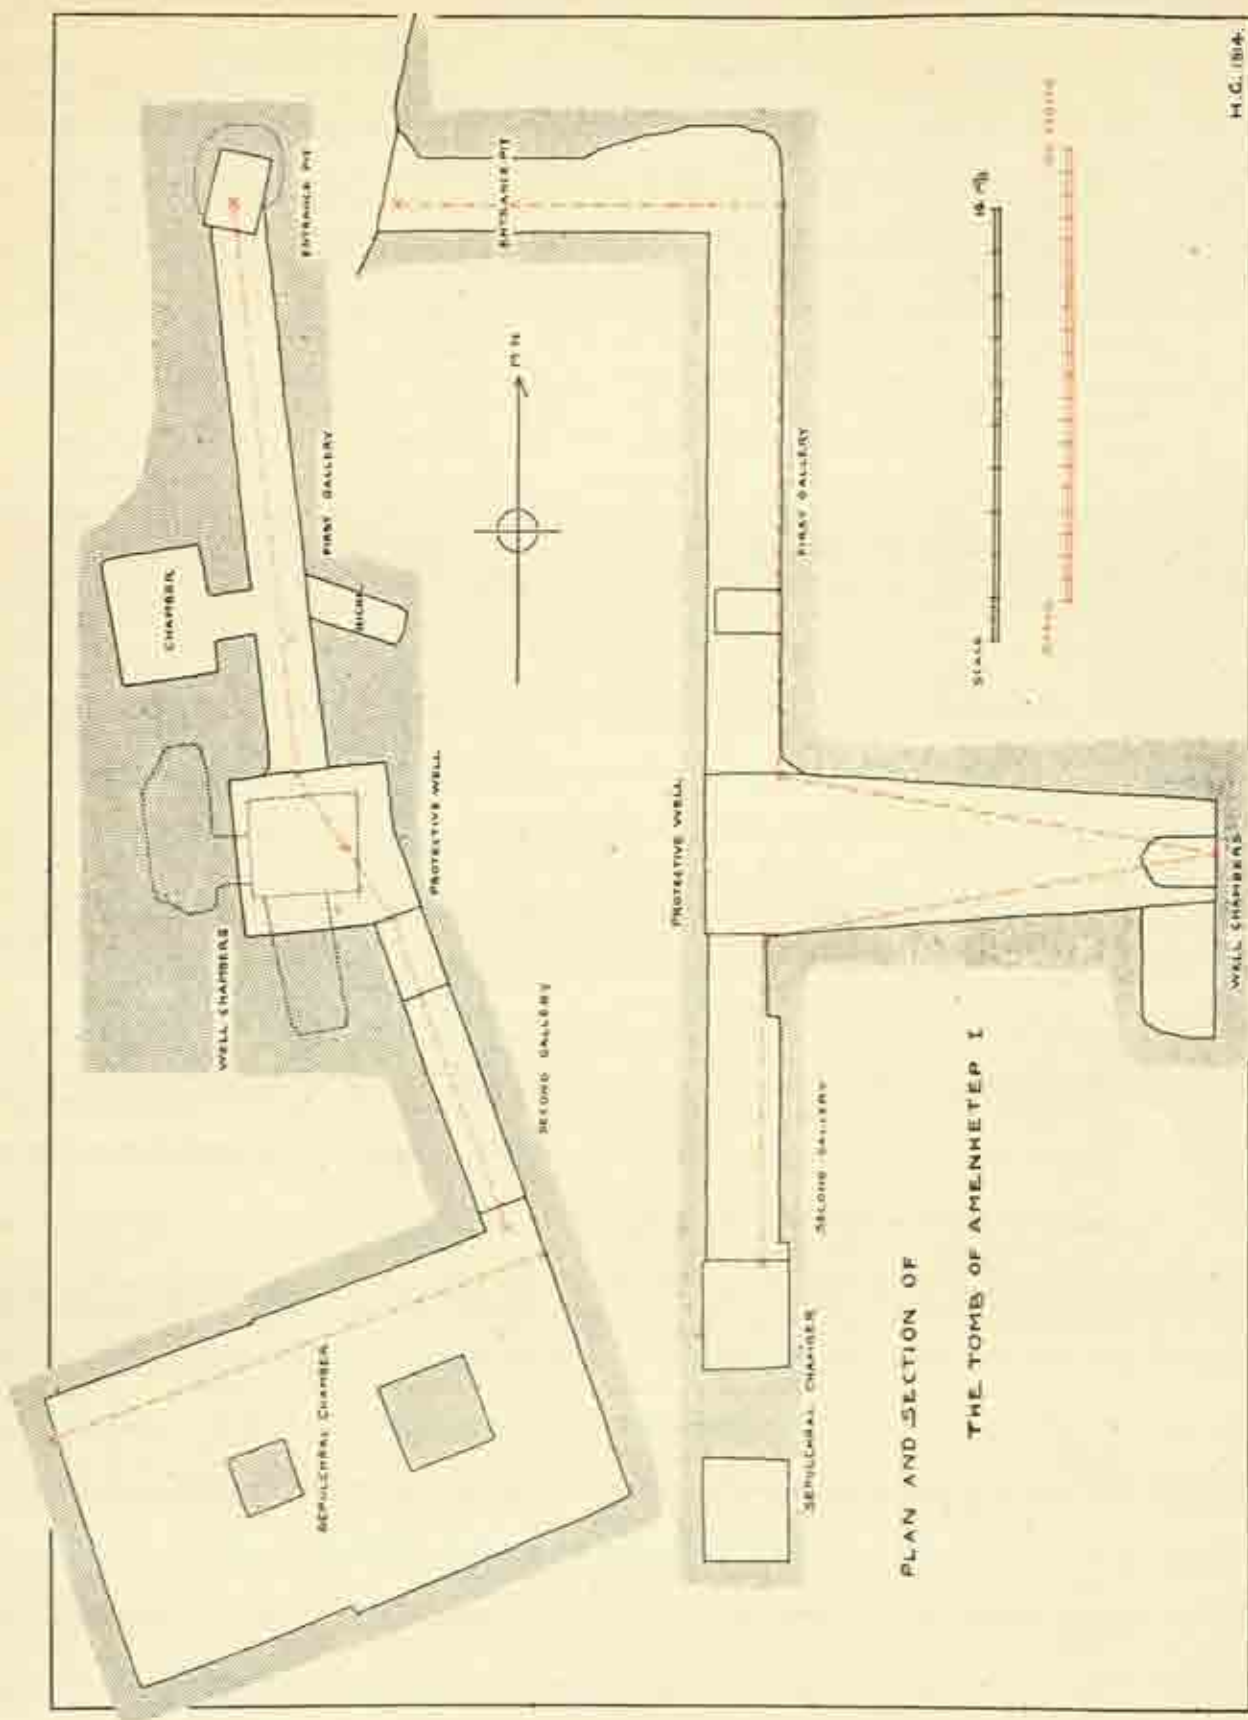 ENTRANCE PIT
FIRST GALLERY
CHAMBER
NICHE
PROTECTIVE WELL
WELL CHAMBERS
SECOND GALLERY
SEPULCHRAL CHAMBER
M N
ENTRANCE PIT
FIRST GALLERY
PROTECTIVE WELL
WELL CHAMBERS
SECOND GALLERY
SEPULCHRAL CHAMBER
SCALE
PLAN AND SECTION OF
THE TOMB OF AMENHETEP I
H.C. 1914.